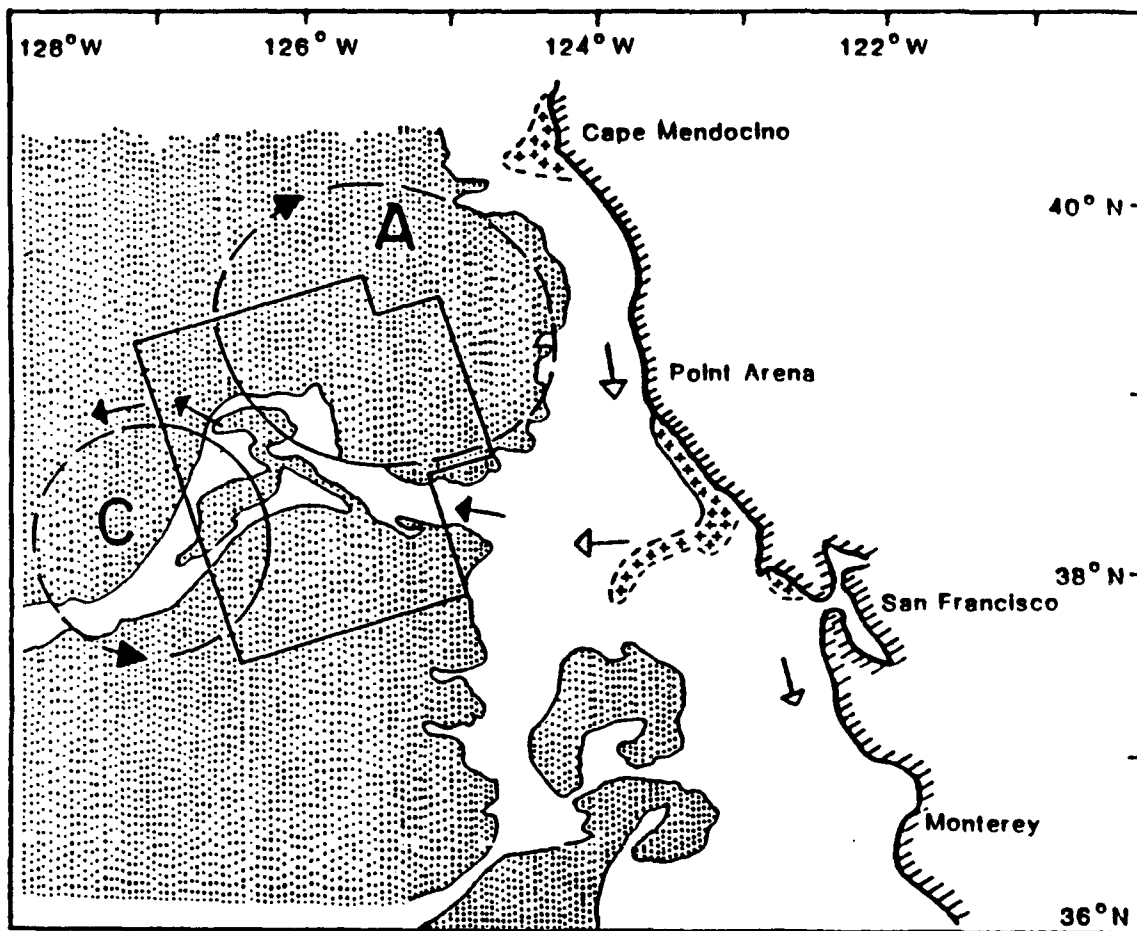 128°W 126°W 124°W 122°W
Cape Mendocino
40° N
A
Point Arena
C
38° N
San Francisco
Monterey
36° N